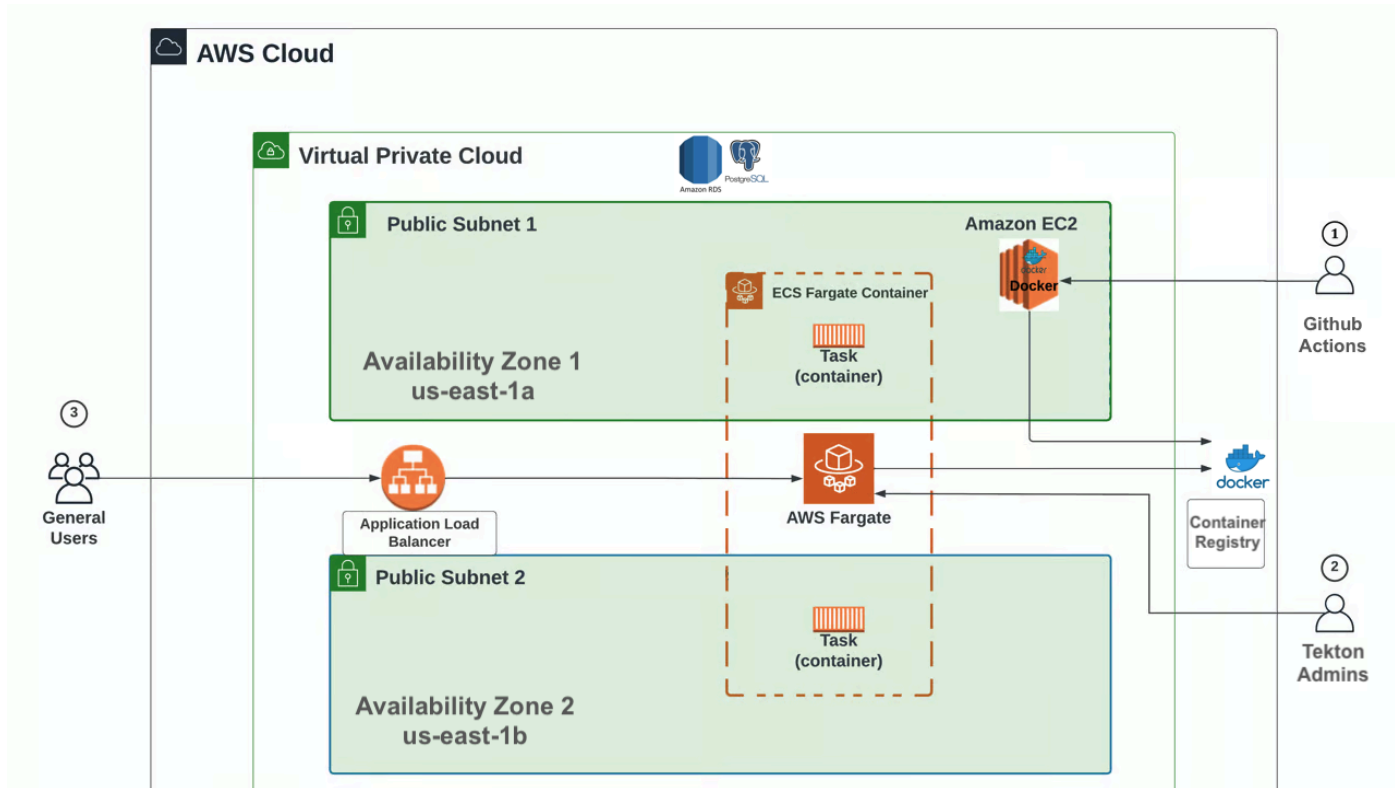 AWS Cloud
Virtual Private Cloud
Amazon RDS
PostgreSQL
Public Subnet 1
Amazon EC2
docker
Docker
1
Github
Actions
ECS Fargate Container
Task
(container)
Availability Zone 1
us-east-1a
3
General
Users
Application Load
Balancer
AWS Fargate
docker
Container
Registry
2
Tekton
Admins
Public Subnet 2
Task
(container)
Availability Zone 2
us-east-1b